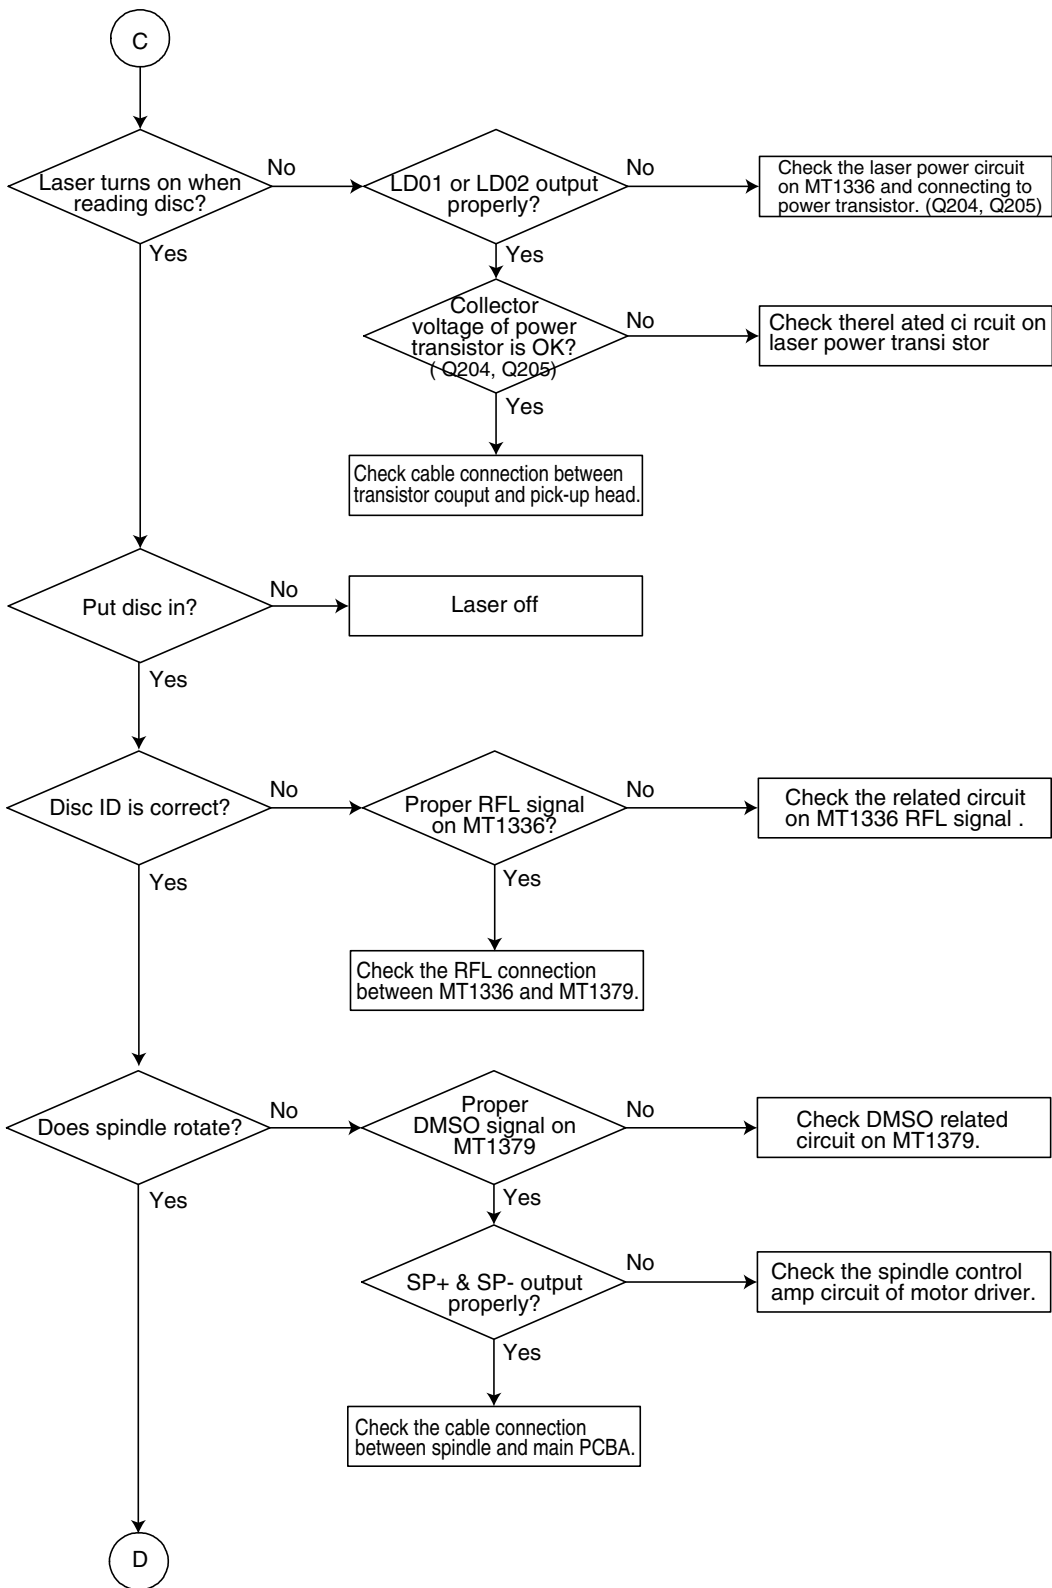 C
Laser turns on when
reading disc?
No
LD01 or LD02 output
properly?
No
Check the laser power circuit
on MT1336 and connecting to
power transistor. (Q204, Q205)
Yes
Yes
Collector
voltage of power
transistor is OK?
( Q204, Q205)
No
Check therel ated ci rcuit on
laser power transi stor
Yes
Check cable connection between
transistor couput and pick-up head.
Put disc in?
No
Laser off
Yes
Disc ID is correct?
No
Proper RFL signal
on MT1336?
No
Check the related circuit
on MT1336 RFL signal .
Yes
Yes
Check the RFL connection
between MT1336 and MT1379.
Does spindle rotate?
No
Proper
DMSO signal on
MT1379
No
Check DMSO related
circuit on MT1379.
Yes
Yes
SP+ & SP- output
properly?
No
Check the spindle control
amp circuit of motor driver.
Yes
Check the cable connection
between spindle and main PCBA.
D